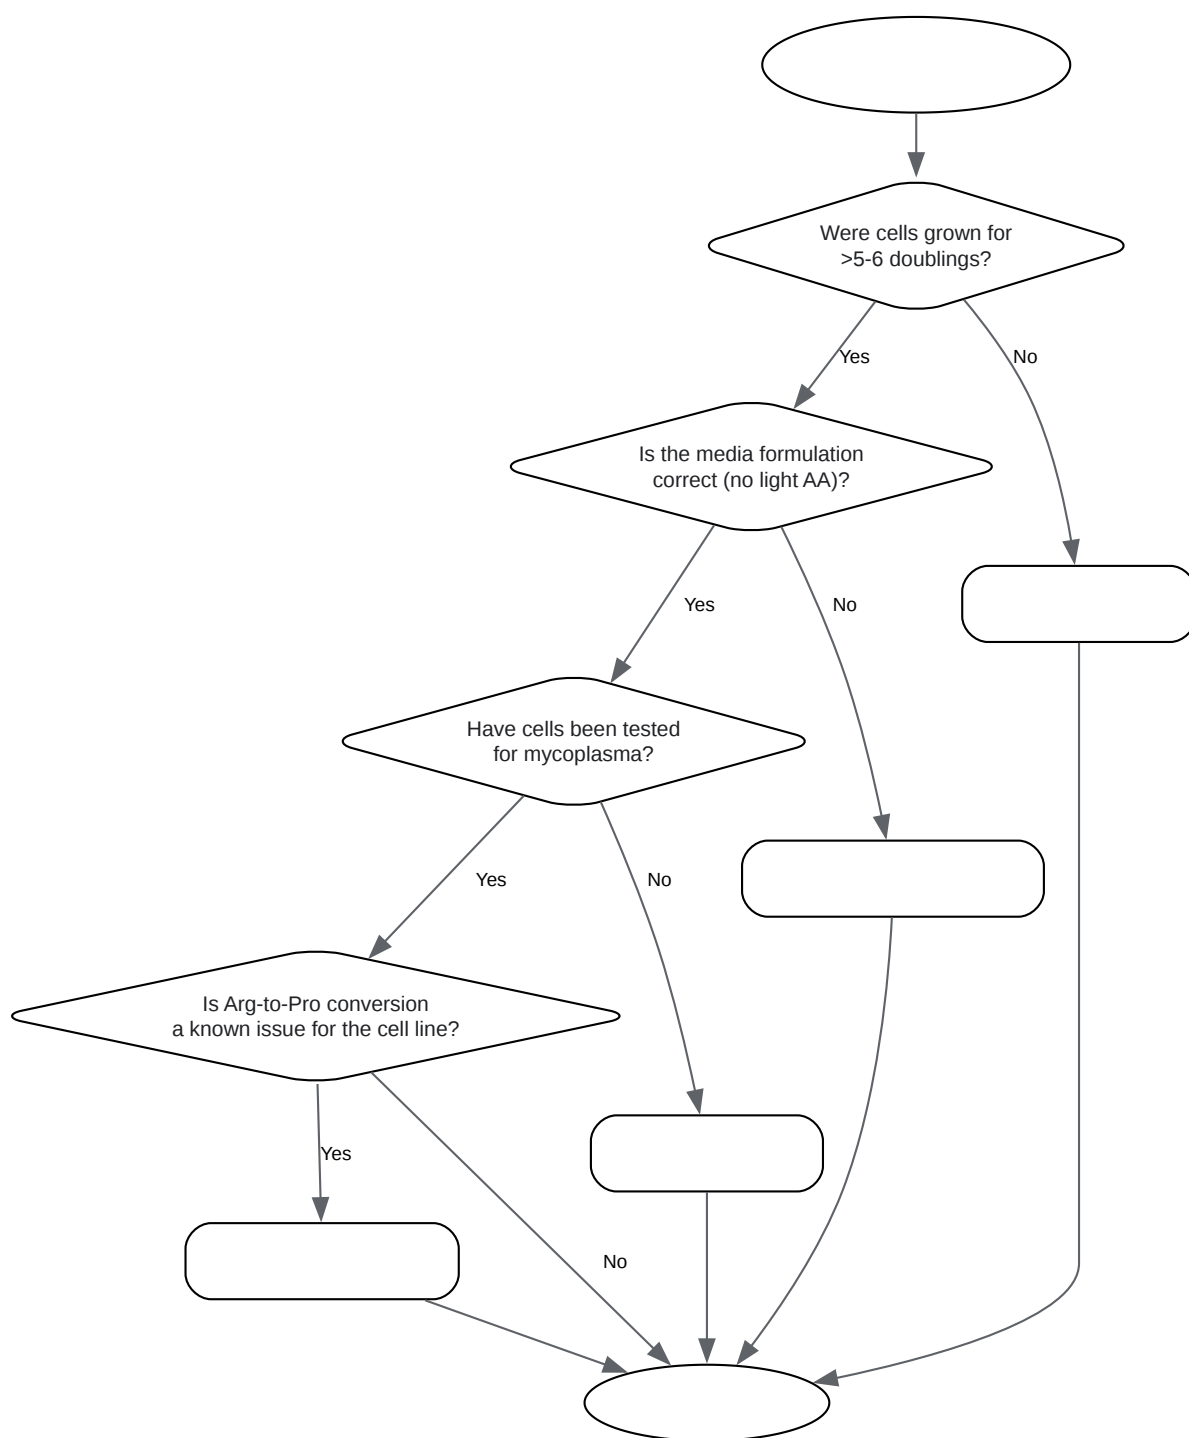 Were cells grown for
>5-6 doublings?
Yes
No
Is the media formulation
correct (no light AA)?
Yes
No
Have cells been tested
for mycoplasma?
Yes
No
Is Arg-to-Pro conversion
a known issue for the cell line?
Yes
No